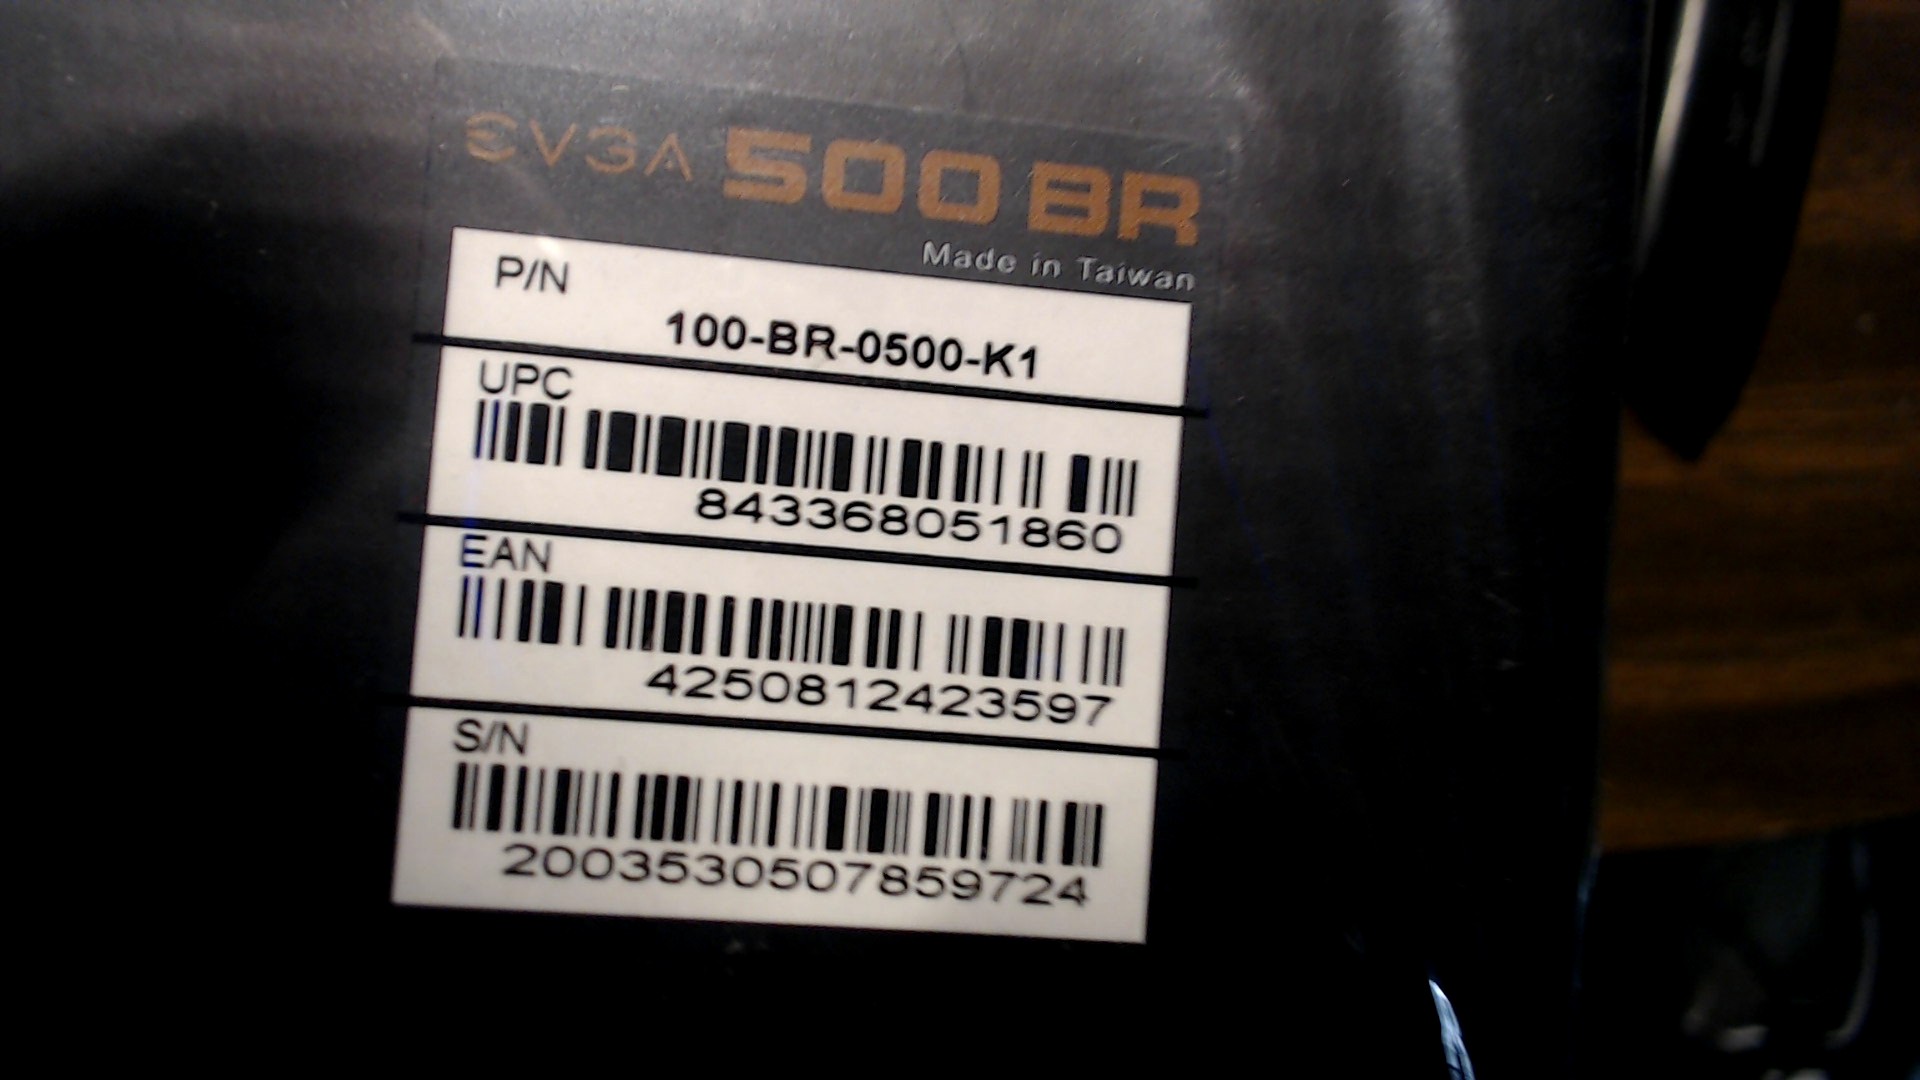 EVGA 500 BR
Made in Taiwan
P/N
100-BR-0500-K1
UPC
843368051860
EAN
4250812423597
S/N
2003530507859724